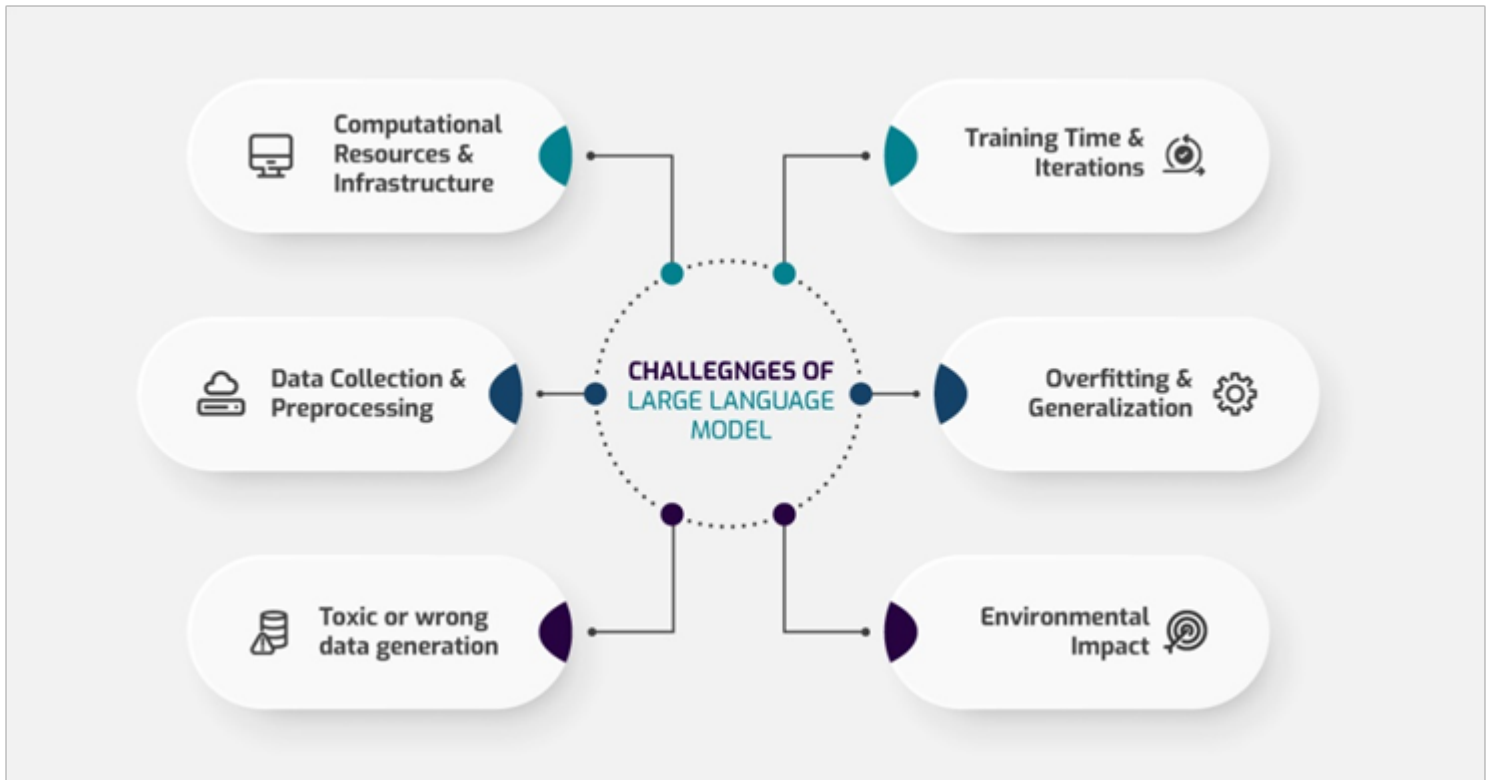 Computational
Resources &
Infrastructure
Training Time &
Iterations
Data Collection &
Preprocessing
CHALLEGNGES OF
LARGE LANGUAGE
MODEL
Overfitting &
Generalization
Toxic or wrong
data generation
Environmental
Impact